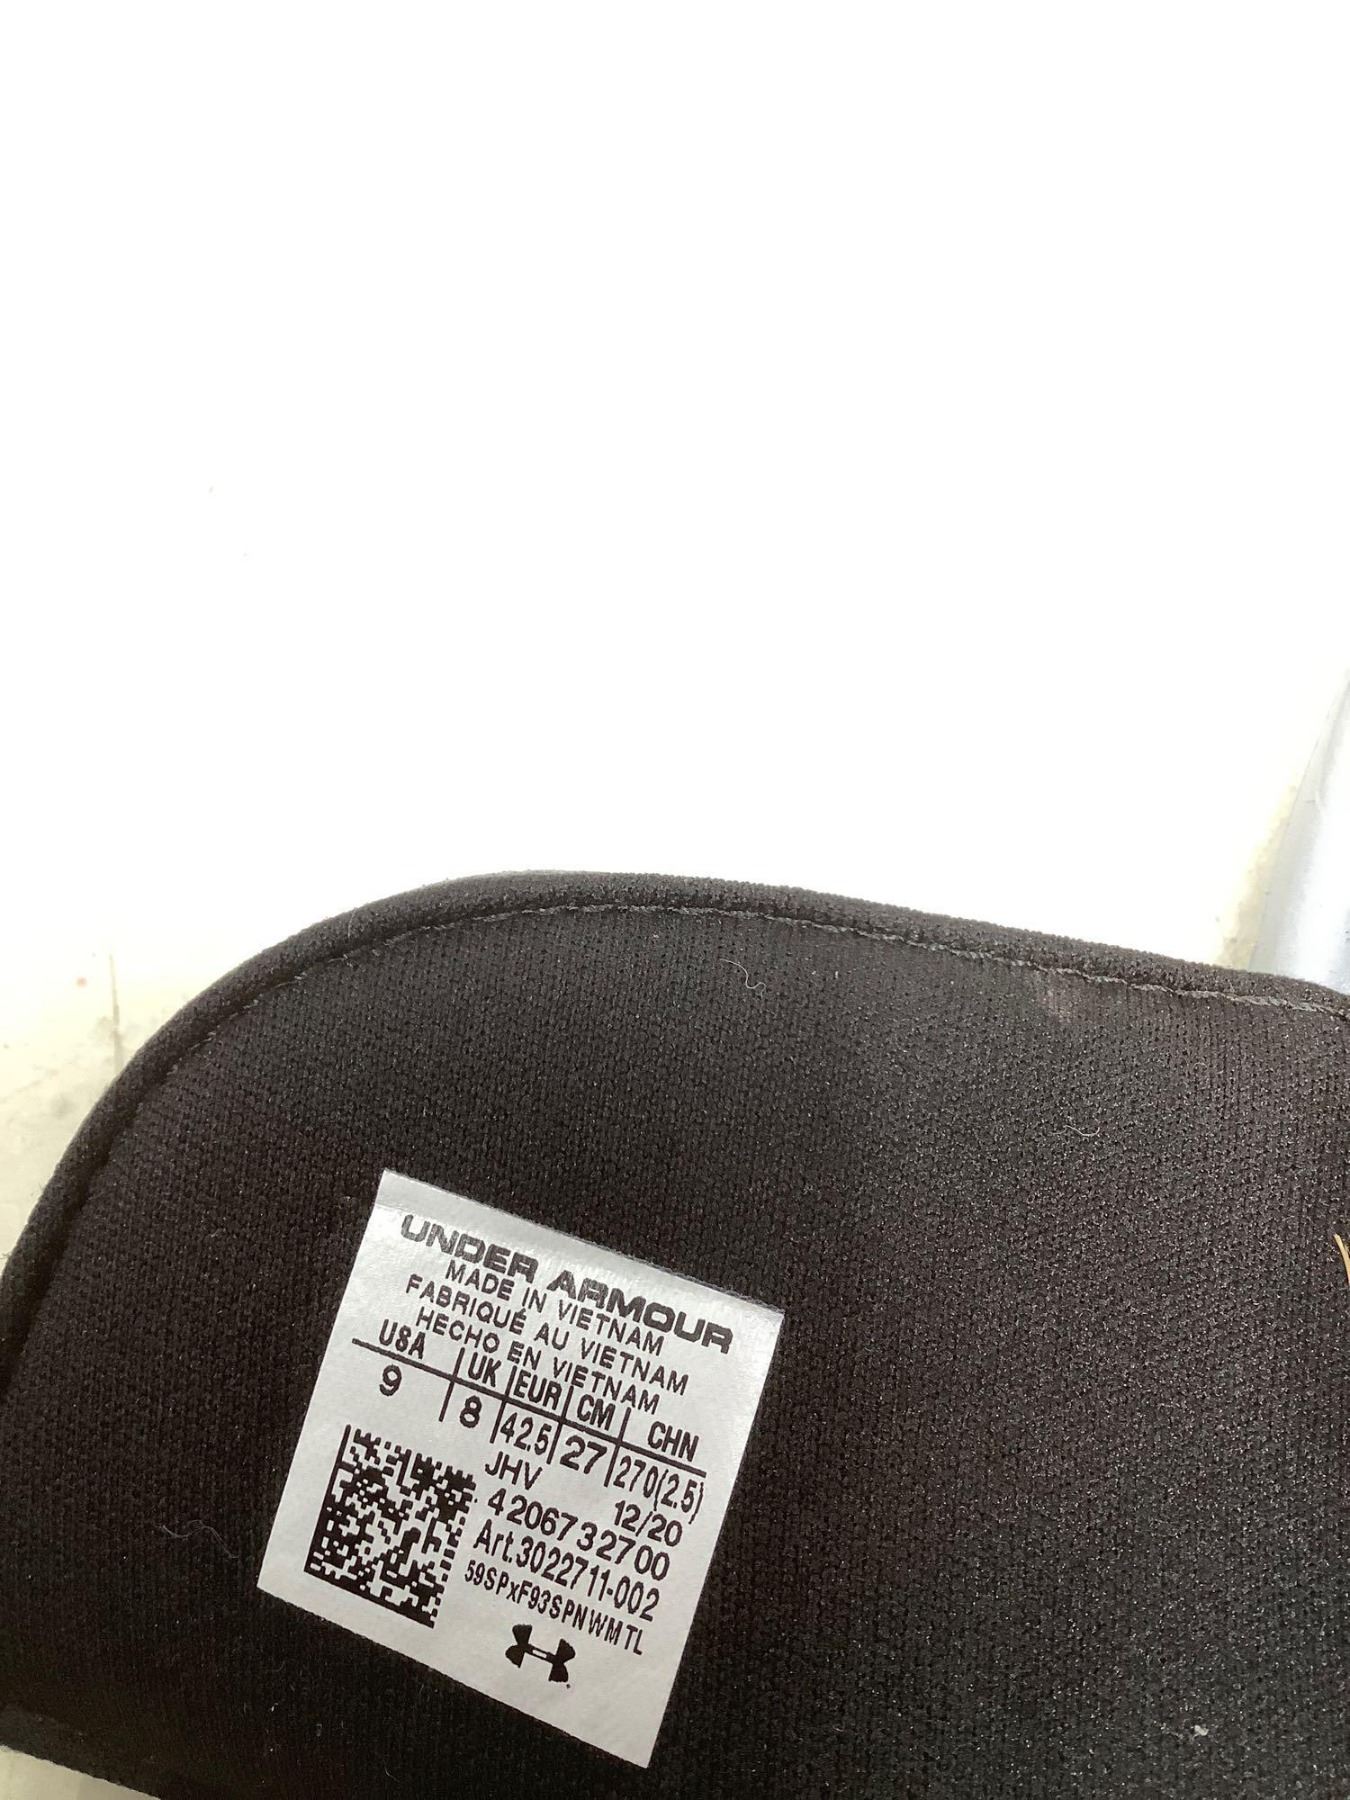 UNDER ARMOUR
MADE IN VIETNAM
FABRIQUÉ AU VIETNAM
HECHO EN VIETNAM
USA UK EUR CM CHN
9 8 42.5 27 270(2.5)
JHV 12/20
4206732700
Art.3022711-002
59SPxF93SPNWMTL